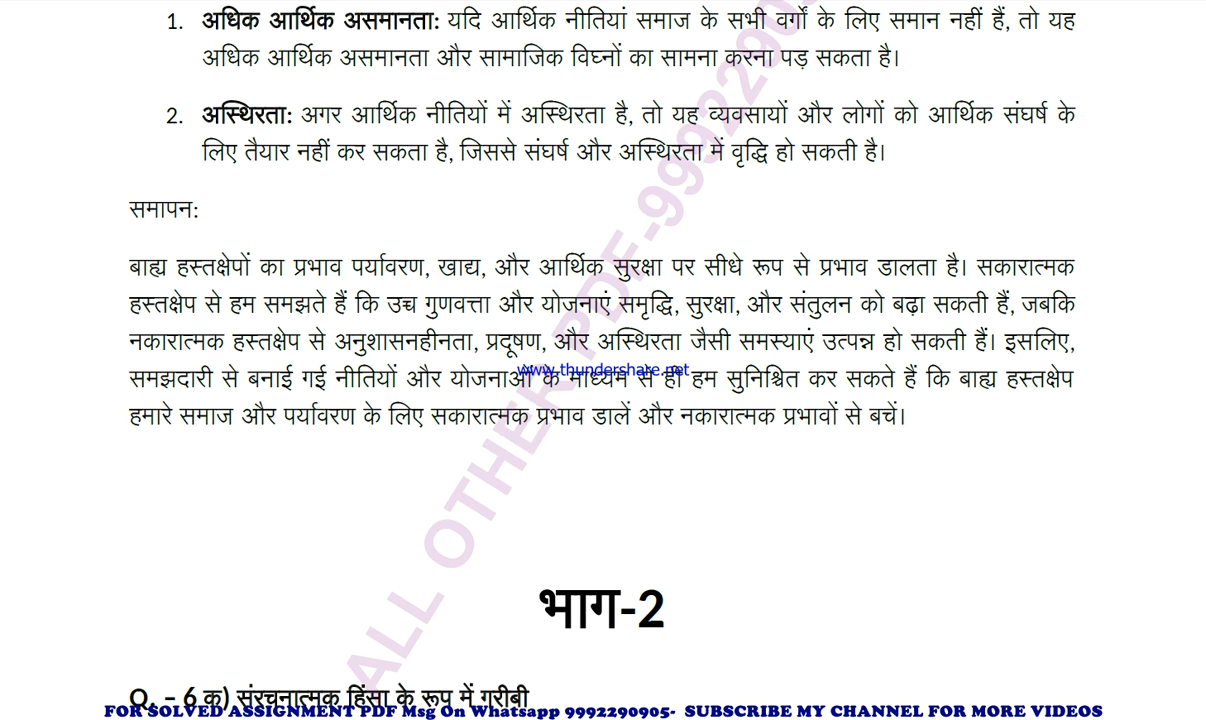 1. अधिक आर्थिक असमानता: यदि आर्थिक नीतियां समाज के सभी वर्गों के लिए समान नहीं हैं, तो यह
अधिक आर्थिक असमानता और सामाजिक विघ्नों का सामना करना पड़ सकता है।
2. अस्थिरता: अगर आर्थिक नीतियों में अस्थिरता है, तो यह व्यवसायों और लोगों को आर्थिक संघर्ष के
लिए तैयार नहीं कर सकता है, जिससे संघर्ष और अस्थिरता में वृद्धि हो सकती है।
समापन:
बाह्य हस्तक्षेपों का प्रभाव पर्यावरण, खाद्य, और आर्थिक सुरक्षा पर सीधे रूप से प्रभाव डालता है। सकारात्मक
हस्तक्षेप से हम समझते हैं कि उच्च गुणवत्ता और योजनाएं समृद्धि, सुरक्षा, और संतुलन को बढ़ा सकती हैं, जबकि
नकारात्मक हस्तक्षेप से अनुशासनहीनता, प्रदूषण, और अस्थिरता जैसी समस्याएं उत्पन्न हो सकती हैं। इसलिए,
www.thundershare.net
समझदारी से बनाई गई नीतियों और योजनाओं के माध्यम से ही हम सुनिश्चित कर सकते हैं कि बाह्य हस्तक्षेप
हमारे समाज और पर्यावरण के लिए सकारात्मक प्रभाव डालें और नकारात्मक प्रभावों से बचें।
ALL OTHER PDF-9992290
भाग-2
Q. – 6 क) संरचनात्मक हिंसा के रूप में गरीबी
FOR SOLVED ASSIGNMENT PDF Msg On Whatsapp 9992290905- SUBSCRIBE MY CHANNEL FOR MORE VIDEOS